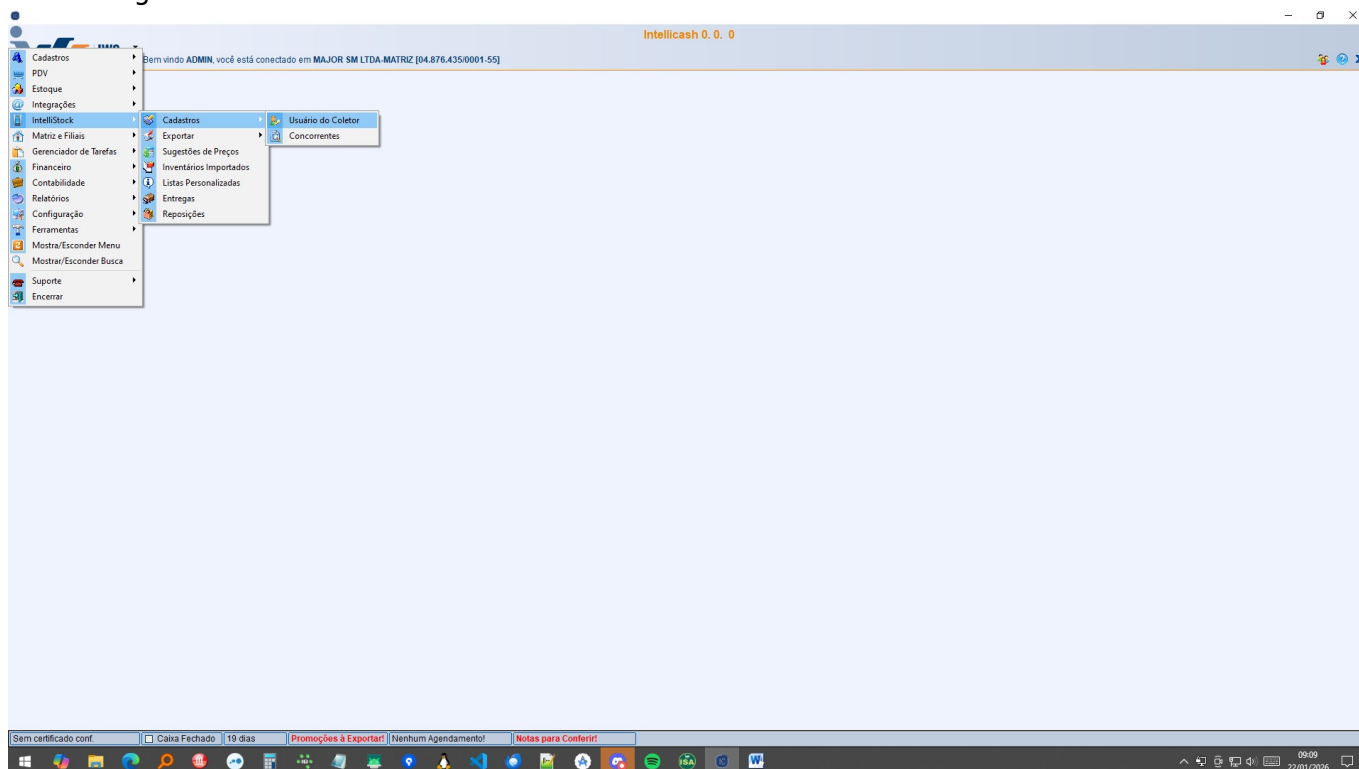 Intellicash 0. 0. 0
Bem vindo ADMIN, você está conectado em MAJOR SM LTDA-MATRIZ [04.876.435/0001-55]
Cadastros
PDV
Estoque
Integrações
IntelliStock
Matriz e Filiais
Gerenciador de Tarefas
Financeiro
Contabilidade
Relatórios
Configuração
Ferramentas
Mostra/Esconder Menu
Mostrar/Esconder Busca
Suporte
Encerrar
Cadastros
Exportar
Sugestões de Preços
Inventários Importados
Listas Personalizadas
Entregas
Reposições
Usuário do Coletor
Concorrentes
Sem certificado conf. Caixa Fechado 19 dias Promoções à Exportar! Nenhum Agendamento! Notas para Conferir!
09:09
22/01/2026